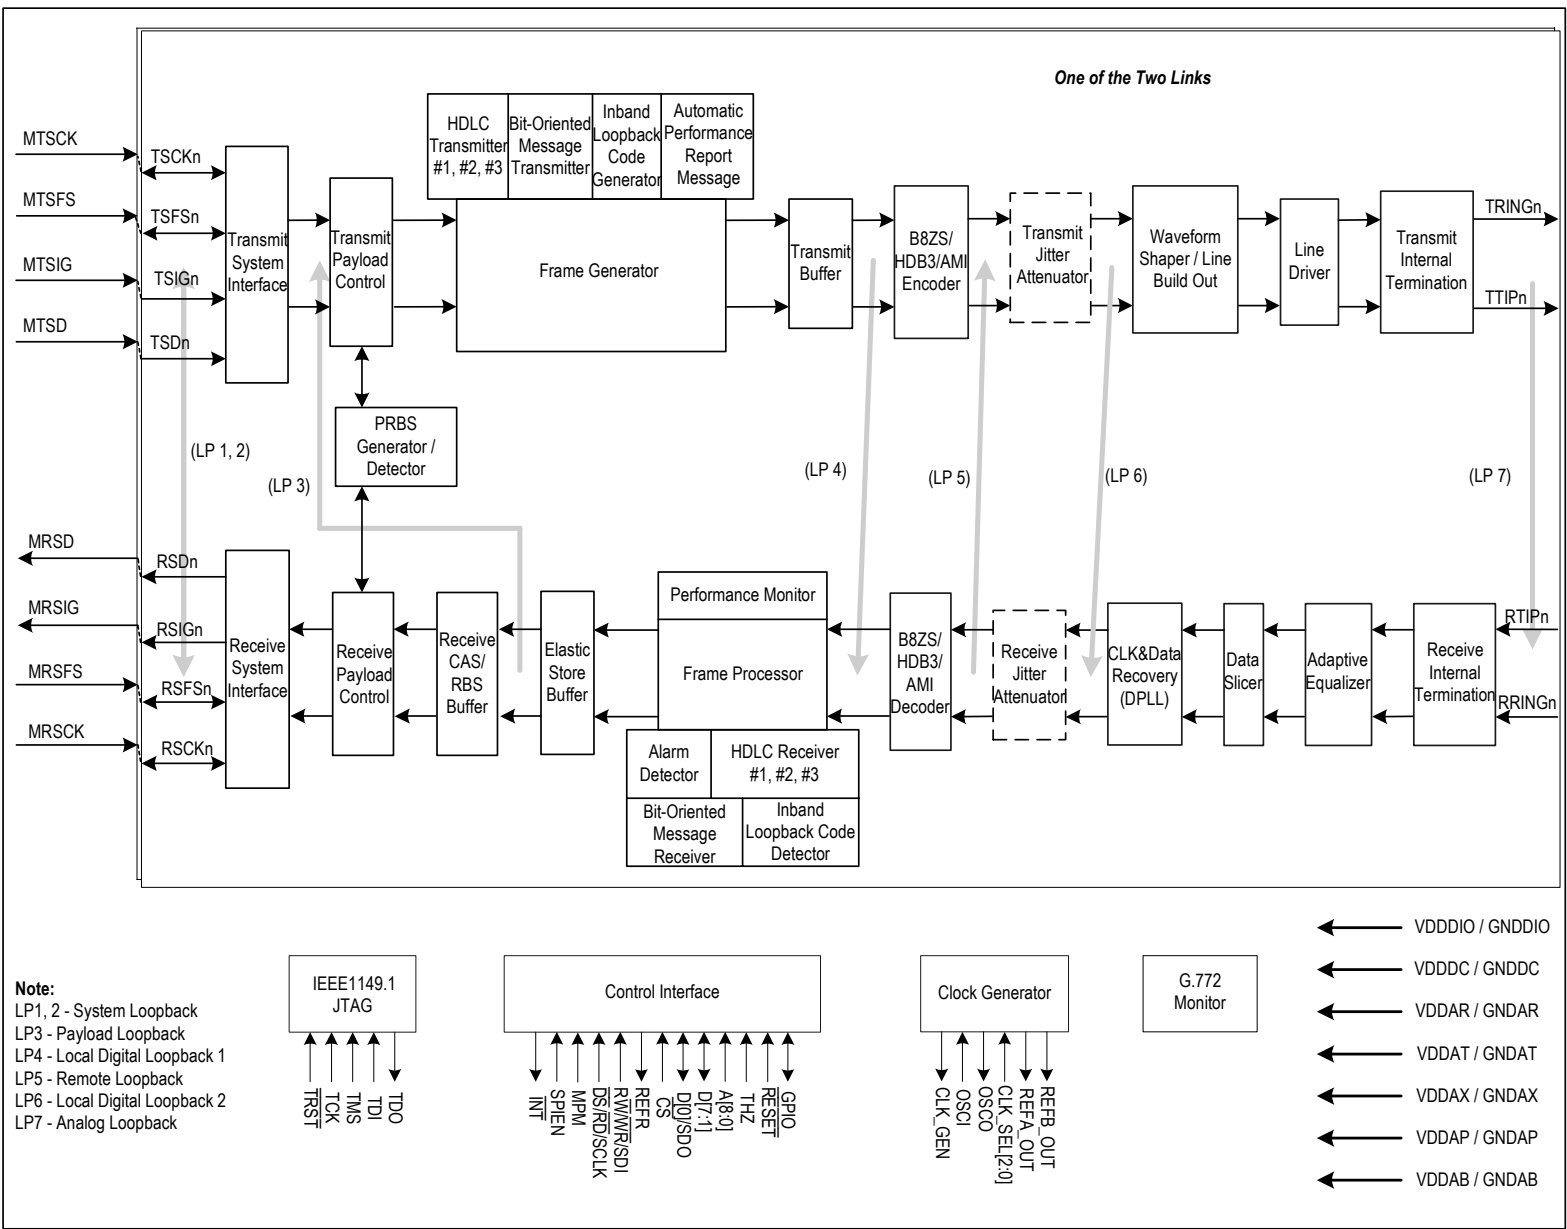 One of the Two Links
MTSCK
MTSFS
MTSIG
MTSD
TSCKn
TSFSn
TSIGn
TSDn
Transmit
System
Interface
Transmit
Payload
Control
HDLC
Transmitter
#1, #2, #3
Bit-Oriented
Message
Transmitter
Inband
Loopback
Code
Generator
Automatic
Performance
Report
Message
Frame Generator
Transmit
Buffer
B8ZS/
HDB3/AMI
Encoder
Transmit
Jitter
Attenuator
Waveform
Shaper / Line
Build Out
Line
Driver
Transmit
Internal
Termination
TRINGn
TTIPn
PRBS
Generator /
Detector
(LP 1, 2)
(LP 3)
(LP 4)
(LP 5)
(LP 6)
(LP 7)
MRSD
MRSIG
MRSFS
MRSCK
RSDn
RSIGn
RSFSn
RSCKn
Receive
System
Interface
Receive
Payload
Control
Receive
CAS/
RBS
Buffer
Elastic
Store
Buffer
Performance Monitor
Frame Processor
Alarm
Detector
HDLC Receiver
#1, #2, #3
Bit-Oriented
Message
Receiver
Inband
Loopback Code
Detector
B8ZS/
HDB3/
AMI
Decoder
Receive
Jitter
Attenuator
CLK&Data
Recovery
(DPLL)
Data
Slicer
Adaptive
Equalizer
Receive
Internal
Termination
RTIPn
RRINGn
Note:
LP1, 2 - System Loopback
LP3 - Payload Loopback
LP4 - Local Digital Loopback 1
LP5 - Remote Loopback
LP6 - Local Digital Loopback 2
LP7 - Analog Loopback
IEEE1149.1
JTAG
TRST
TCK
TMS
TDI
TDO
Control Interface
INT
SPIEN
MPM
DS/RD/SCLK
RW/WR/SDI
REFR
CS
D[0]/SDO
D[7:1]
A[8:0]
THZ
RESET
GPIO
Clock Generator
CLK_GEN
OSCI
OSCO
CLK_SEL[2:0]
REFA_OUT
REFB_OUT
G.772
Monitor
VDDDIO / GNDDIO
VDDDC / GNDDC
VDDAR / GNDAR
VDDAT / GNDAT
VDDAX / GNDAX
VDDAP / GNDAP
VDDAB / GNDAB